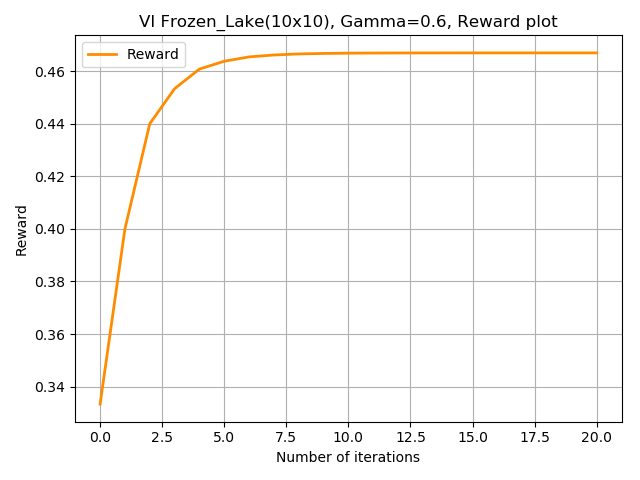 VI Frozen_Lake(10x10), Gamma=0.6, Reward plot
Reward
0.46
0.44
0.42
0.40
0.38
0.36
0.34
Reward
0.0 2.5 5.0 7.5 10.0 12.5 15.0 17.5 20.0
Number of iterations